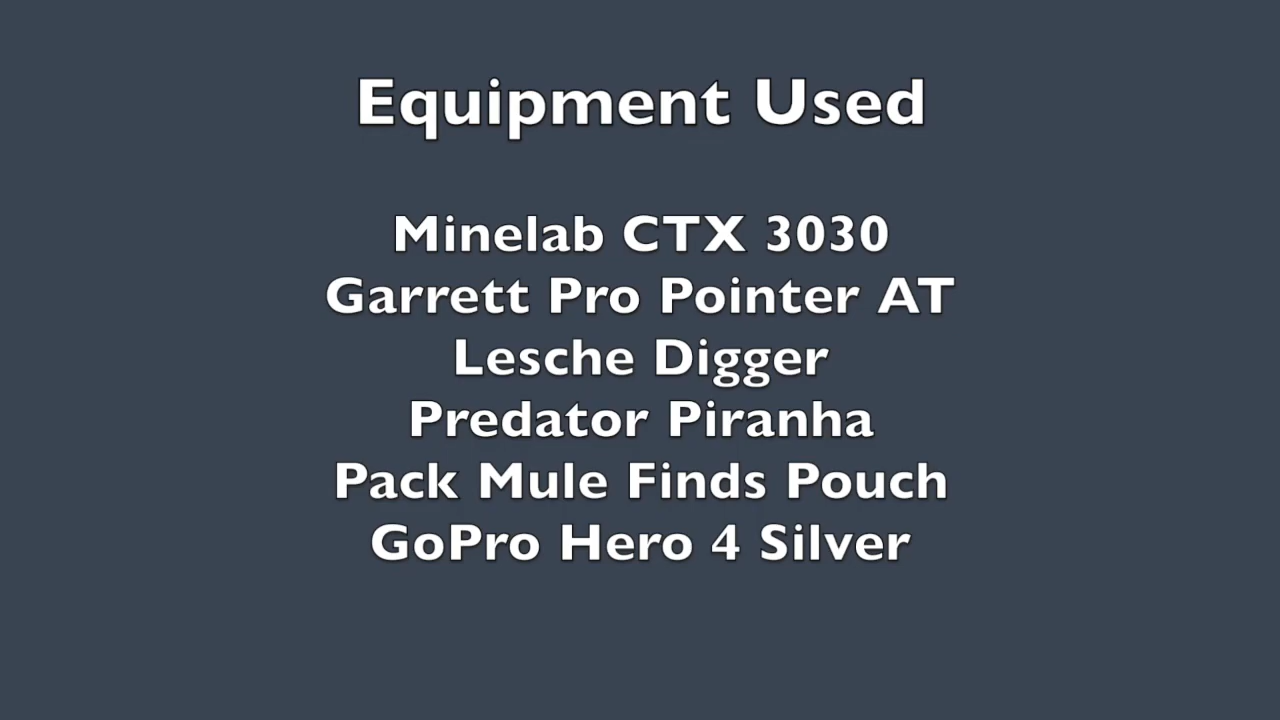 Equipment Used
Minelab CTX 3030
Garrett Pro Pointer AT
Lesche Digger
Predator Piranha
Pack Mule Finds Pouch
GoPro Hero 4 Silver